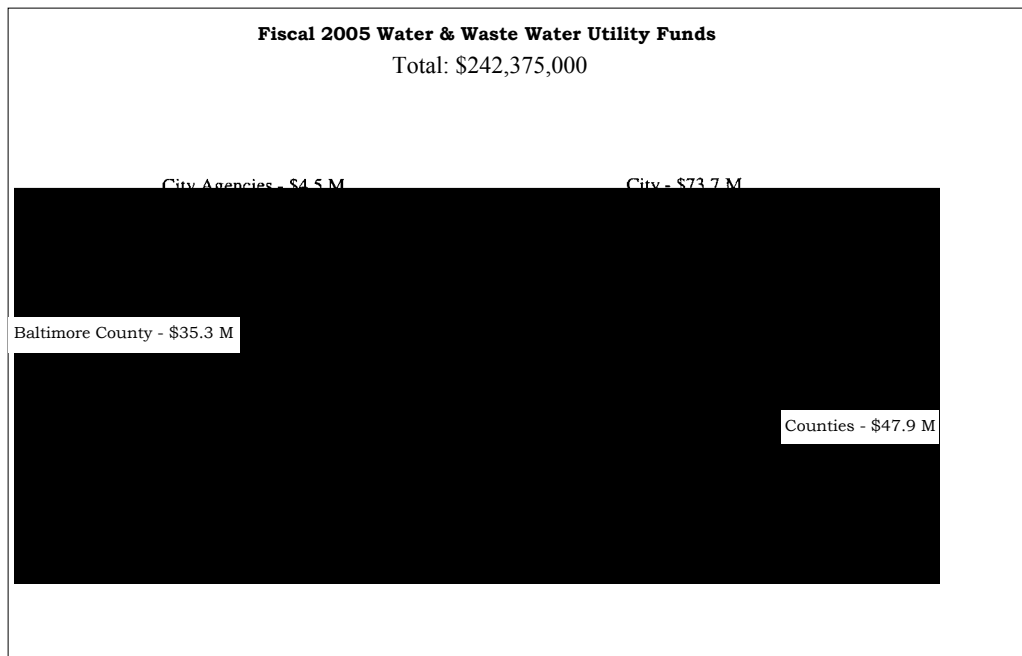 Fiscal 2005 Water & Waste Water Utility Funds
Total: $242,375,000
City Agencies - $4.5 M
City - $73.7 M
Baltimore County - $35.3 M
Counties - $47.9 M